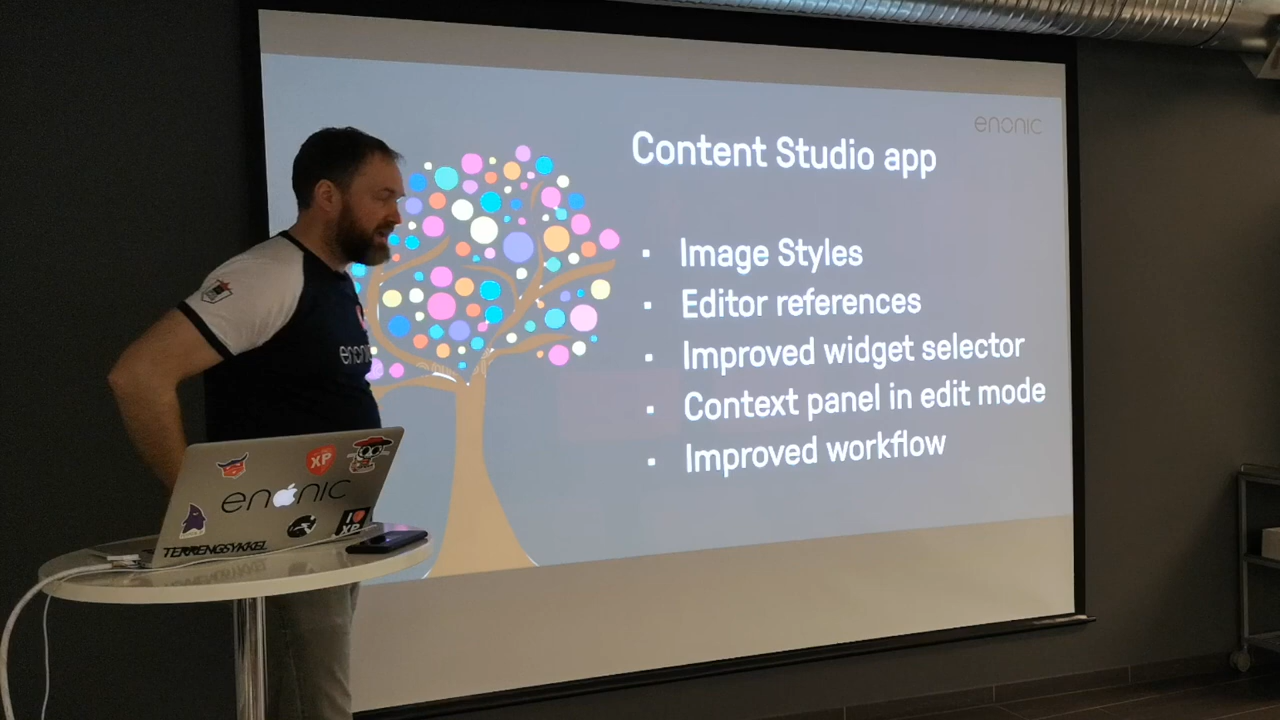 enonic
Content Studio app
Image Styles
Editor references
Improved widget selector
Context panel in edit mode
Improved workflow
enonic
XP
enonic
I XP
TERRENGSYKKEL